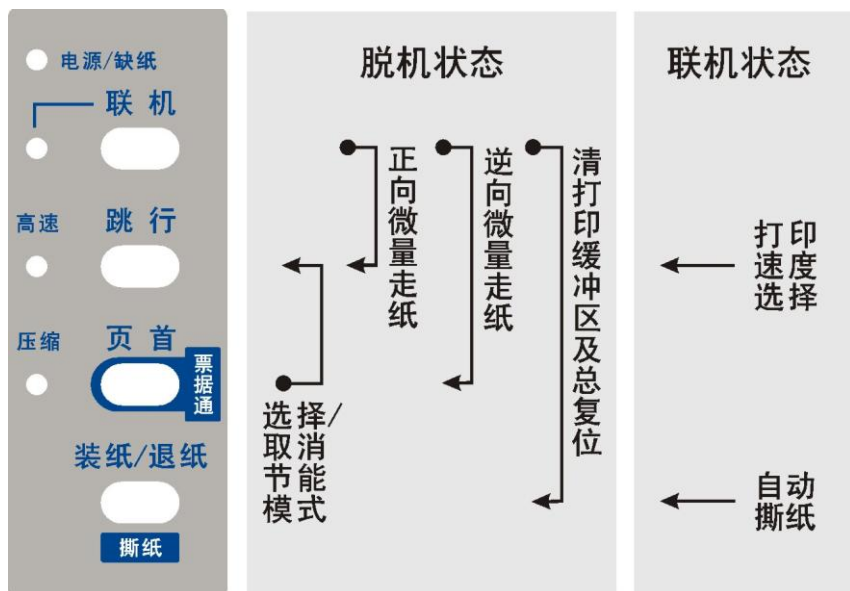 电源/缺纸
联机
高速
跳行
压缩
页首
票据通
装纸/退纸
撕纸
脱机状态
正向微量走纸
逆向微量走纸
清打印缓冲区及总复位
选择/
取消
节能
模式
联机状态
打印
速度
选择
自动
撕纸